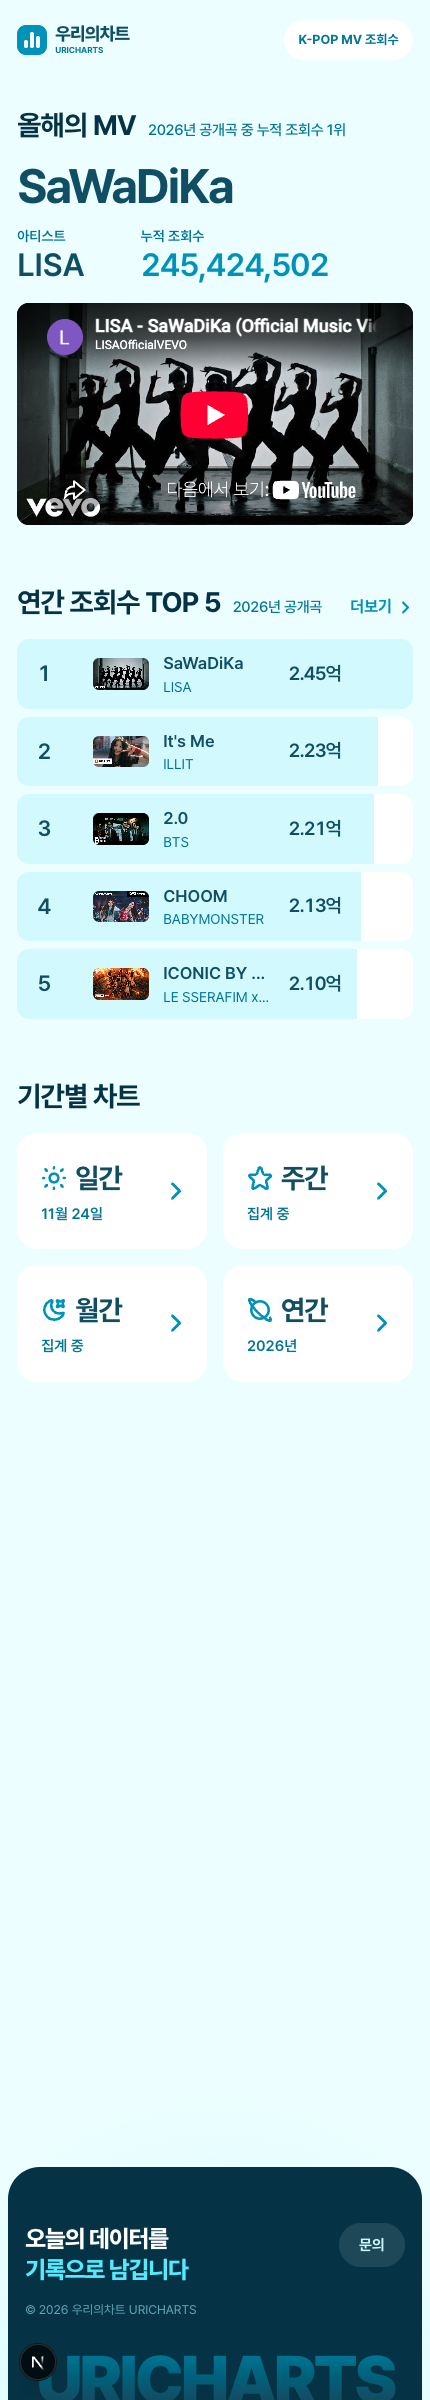 우리의차트
URICHARTS
K-POP MV 조회수
올해의 MV 2026년 공개곡 중 누적 조회수 1위
SaWaDiKa
아티스트 누적 조회수
LISA 245,424,502
L LISA - SaWaDiKa (Official Music Vi
LISAOfficialVEVO
다음에서 보기: YouTube
vevo
연간 조회수 TOP 5 2026년 공개곡 더보기
1 SaWaDiKa 2.45억
LISA
2 It's Me 2.23억
ILLIT
3 2.0 2.21억
BTS
4 CHOOM 2.13억
BABYMONSTER
5 ICONIC BY ... 2.10억
LE SSERAFIM x...
기간별 차트
일간
11월 24일
주간
집계 중
월간
집계 중
연간
2026년
오늘의 데이터를
기록으로 남깁니다
문의
© 2026 우리의차트 URICHARTS
N
URICHARTS